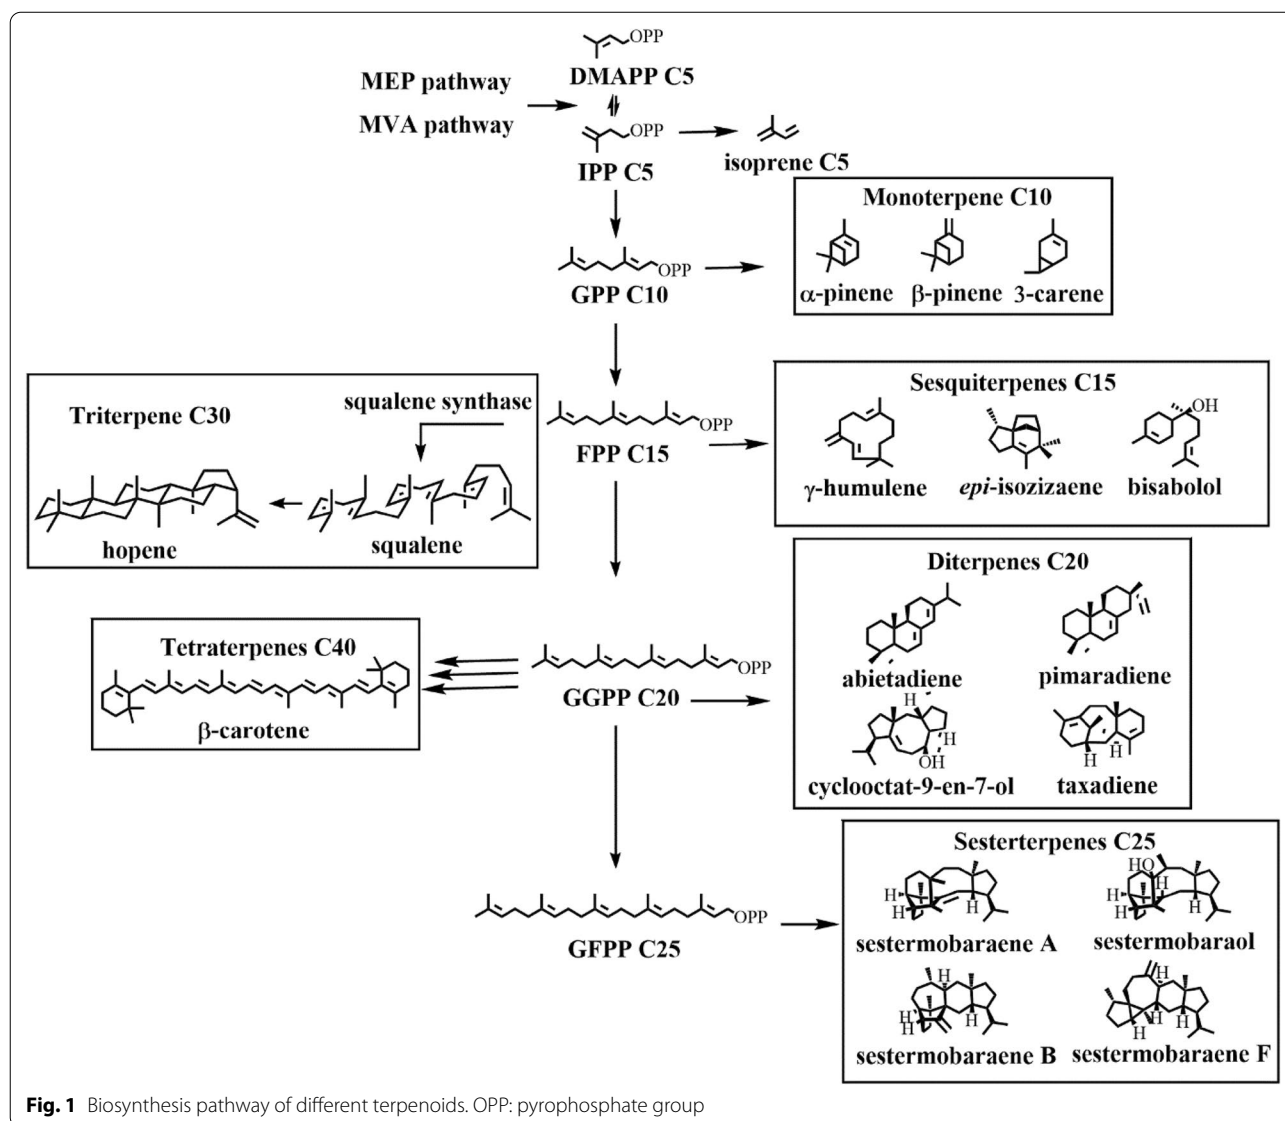 OPP
DMAPP C5
MEP pathway
MVA pathway
OPP
IPP C5
isoprene C5
Monoterpene C10
OPP
GPP C10
α-pinene
β-pinene
3-carene
Triterpene C30
squalene synthase
hopene
squalene
OPP
FPP C15
Sesquiterpenes C15
OH
γ-humulene
epi-isozizaene
bisabolol
Tetraterpenes C40
β-carotene
OPP
GGPP C20
Diterpenes C20
abietadiene
pimaradiene
H
H
OH
H
H
cyclooctat-9-en-7-ol
taxadiene
OPP
GFPP C25
Sesterterpenes C25
H
H
H
HO
H
H
H
H
sestermobaraene A
sestermobaraol
H
H
H
H
H
H
H
H
sestermobaraene B
sestermobaraene F
Fig. 1 Biosynthesis pathway of different terpenoids. OPP: pyrophosphate group